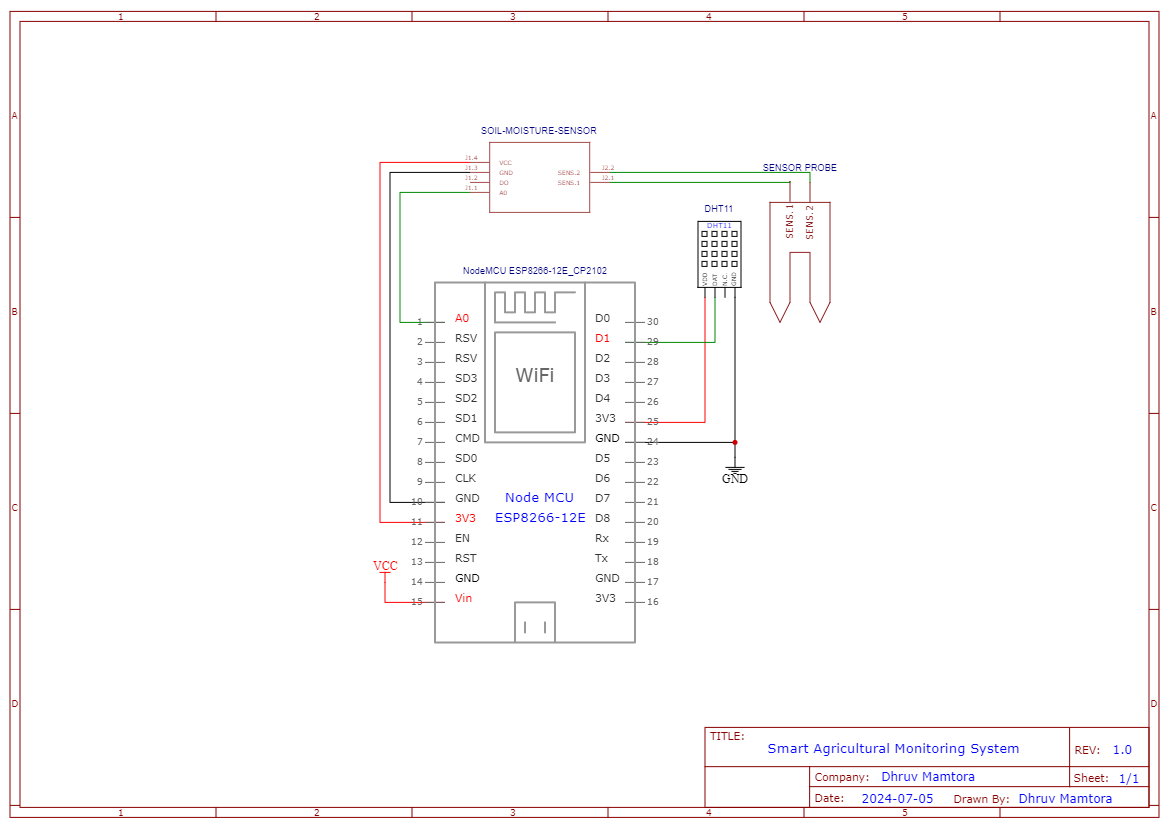 1 2 3 4 5
A A
B B
C C
D D
1 2 3 4 5
SOIL-MOISTURE-SENSOR
J1.4 VCC
J1.3 GND SENS.2 J2.2
J1.2 DO SENS.1 J2.1
J1.1 A0
SENSOR PROBE
SENS.1
SENS.2
DHT11
DHT11
VDD
DAT
N.C.
GND
NodeMCU ESP8266-12E_CP2102
WiFi
1 A0 D0 30
2 RSV D1 29
3 RSV D2 28
4 SD3 D3 27
5 SD2 D4 26
6 SD1 3V3 25
7 CMD GND 24
8 SD0 D5 23
9 CLK D6 22
10 GND D7 21
11 3V3 D8 20
12 EN Rx 19
13 RST Tx 18
14 GND GND 17
15 Vin 3V3 16
Node MCU
ESP8266-12E
GND
VCC
TITLE:
Smart Agricultural Monitoring System
REV: 1.0
Company: Dhruv Mamtora
Sheet: 1/1
Date: 2024-07-05 Drawn By: Dhruv Mamtora